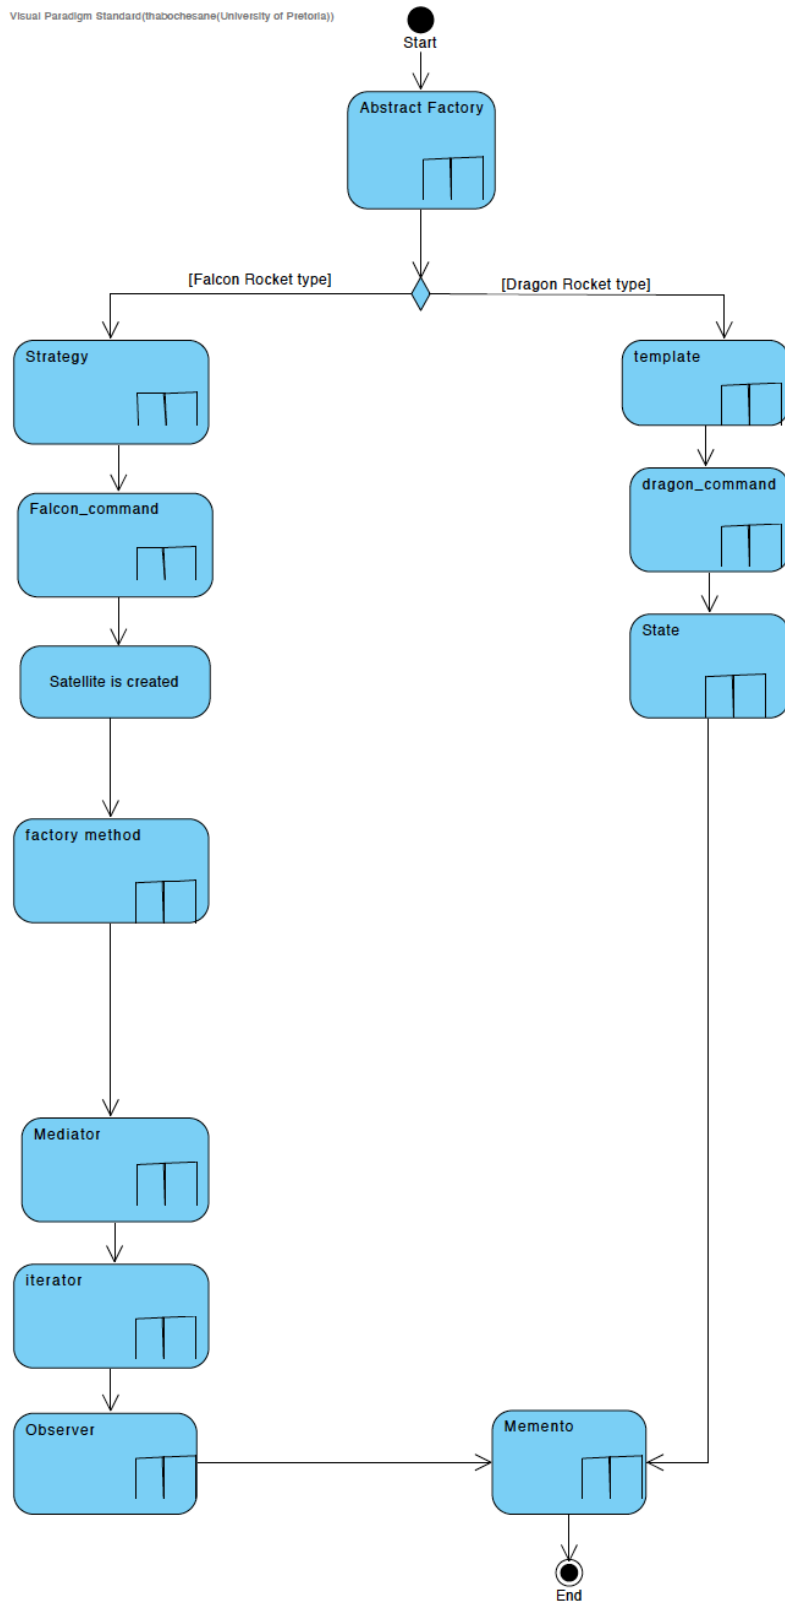 Visual Paradigm Standard(thabochesane(University of Pretoria))
Start
Abstract Factory
[Falcon Rocket type]
[Dragon Rocket type]
Strategy
template
Falcon_command
dragon_command
Satellite is created
State
factory method
Mediator
iterator
Observer
Memento
End